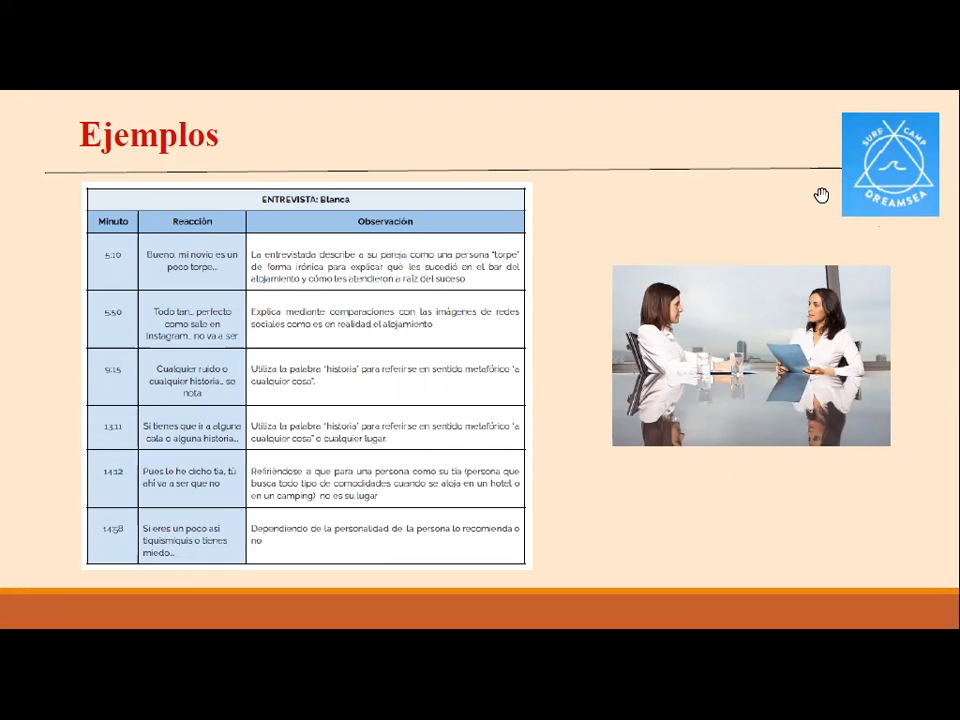 Ejemplos
SURF CAMP
DREAMSEA
ENTREVISTA: Blanca
Minuto
Reacción
Observación
5:10
Bueno, mi novio es un
poco torpe...
La entrevistada describe a su pareja como una persona "torpe"
de forma irónica para explicar qué les sucedió en el bar del
alojamiento y cómo les atendieron a raíz del suceso
5:50
Todo tan... perfecto
como sale en
Instagram... no va a ser
Explica mediante comparaciones con las imágenes de redes
sociales como es en realidad el alojamiento
9:15
Cualquier ruido o
cualquier historia... se
nota
Utiliza la palabra "historia" para referirse en sentido metafórico "a
cualquier cosa".
13:11
Si tienes que ir a alguna
cala o alguna historia...
Utiliza la palabra "historia" para referirse en sentido metafórico "a
cualquier cosa" o cualquier lugar.
14:12
Pues le he dicho tia, tú
ahí va a ser que no
Refiriéndose a que para una persona como su tía (persona que
busca todo tipo de comodidades cuando se aloja en un hotel o
en un camping) no es su lugar
14:58
Si eres un poco así
tiquismiquis o tienes
miedo...
Dependiendo de la personalidad de la persona lo recomienda o
no